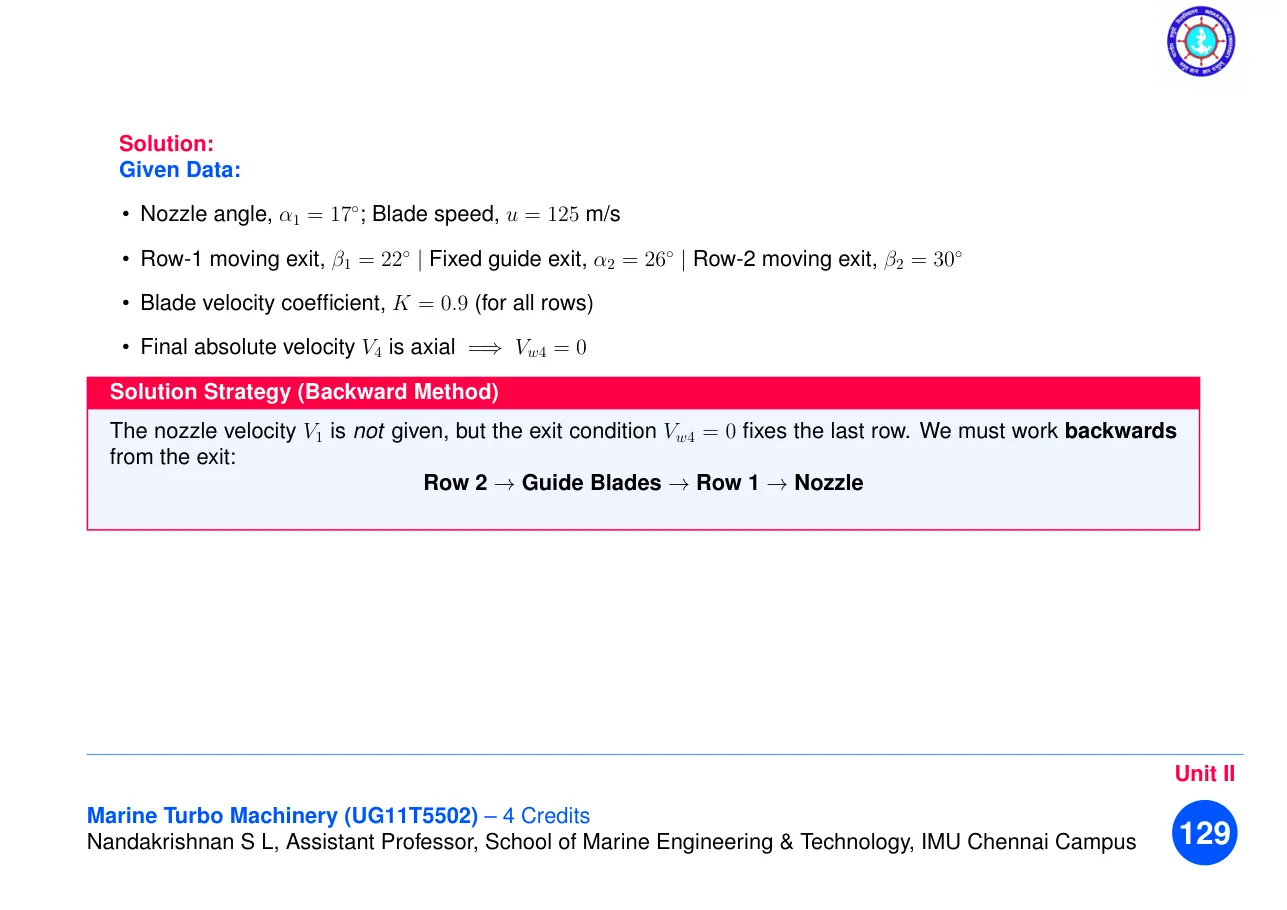 Solution:
Given Data:
• Nozzle angle, α₁ = 17°; Blade speed, u = 125 m/s
• Row-1 moving exit, β₁ = 22° | Fixed guide exit, α₂ = 26° | Row-2 moving exit, β₂ = 30°
• Blade velocity coefficient, K = 0.9 (for all rows)
• Final absolute velocity V₄ is axial ⟹ V_{w4} = 0
Solution Strategy (Backward Method)
The nozzle velocity V₁ is not given, but the exit condition V_{w4} = 0 fixes the last row. We must work backwards
from the exit:
Row 2 → Guide Blades → Row 1 → Nozzle
Unit II
Marine Turbo Machinery (UG11T5502) – 4 Credits
Nandakrishnan S L, Assistant Professor, School of Marine Engineering & Technology, IMU Chennai Campus
129